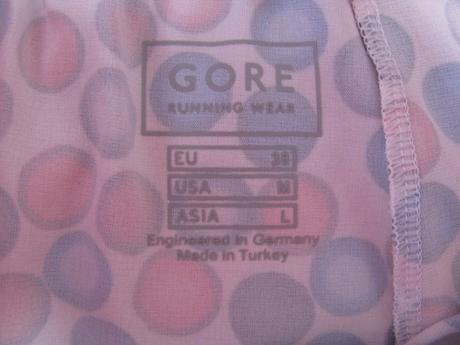 GORE
RUNNING WEAR
EU 38
USA M
ASIA L
Engineered in Germany
Made in Turkey